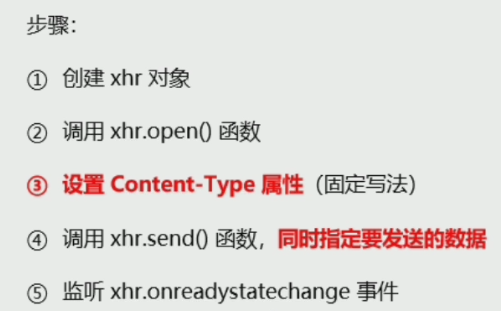 步骤：
① 创建 xhr 对象
② 调用 xhr.open() 函数
③ 设置 Content-Type 属性（固定写法）
④ 调用 xhr.send() 函数，同时指定要发送的数据
⑤ 监听 xhr.onreadystatechange 事件